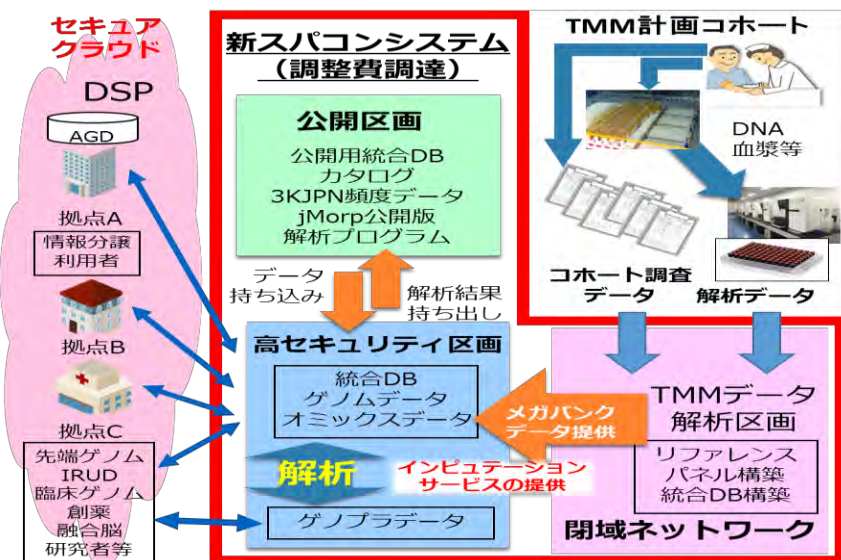 セキュア
クラウド
DSP
AGD
拠点A
情報分譲
利用者
拠点B
拠点C
先端ゲノム
IRUD
臨床ゲノム
創薬
融合脳
研究者等
新スパコンシステム
（調整費調達）
公開区画
公開用統合DB
カタログ
3KJPN頻度データ
jMorp公開版
解析プログラム
データ
持ち込み
解析結果
持ち出し
高セキュリティ区画
統合DB
ゲノムデータ
オミックスデータ
解析
インピュテーション
サービスの提供
ゲノプラデータ
メガバンク
データ提供
TMM計画コホート
DNA
血漿等
コホート調査
データ
解析データ
TMMデータ
解析区画
リファレンス
パネル構築
統合DB構築
閉域ネットワーク